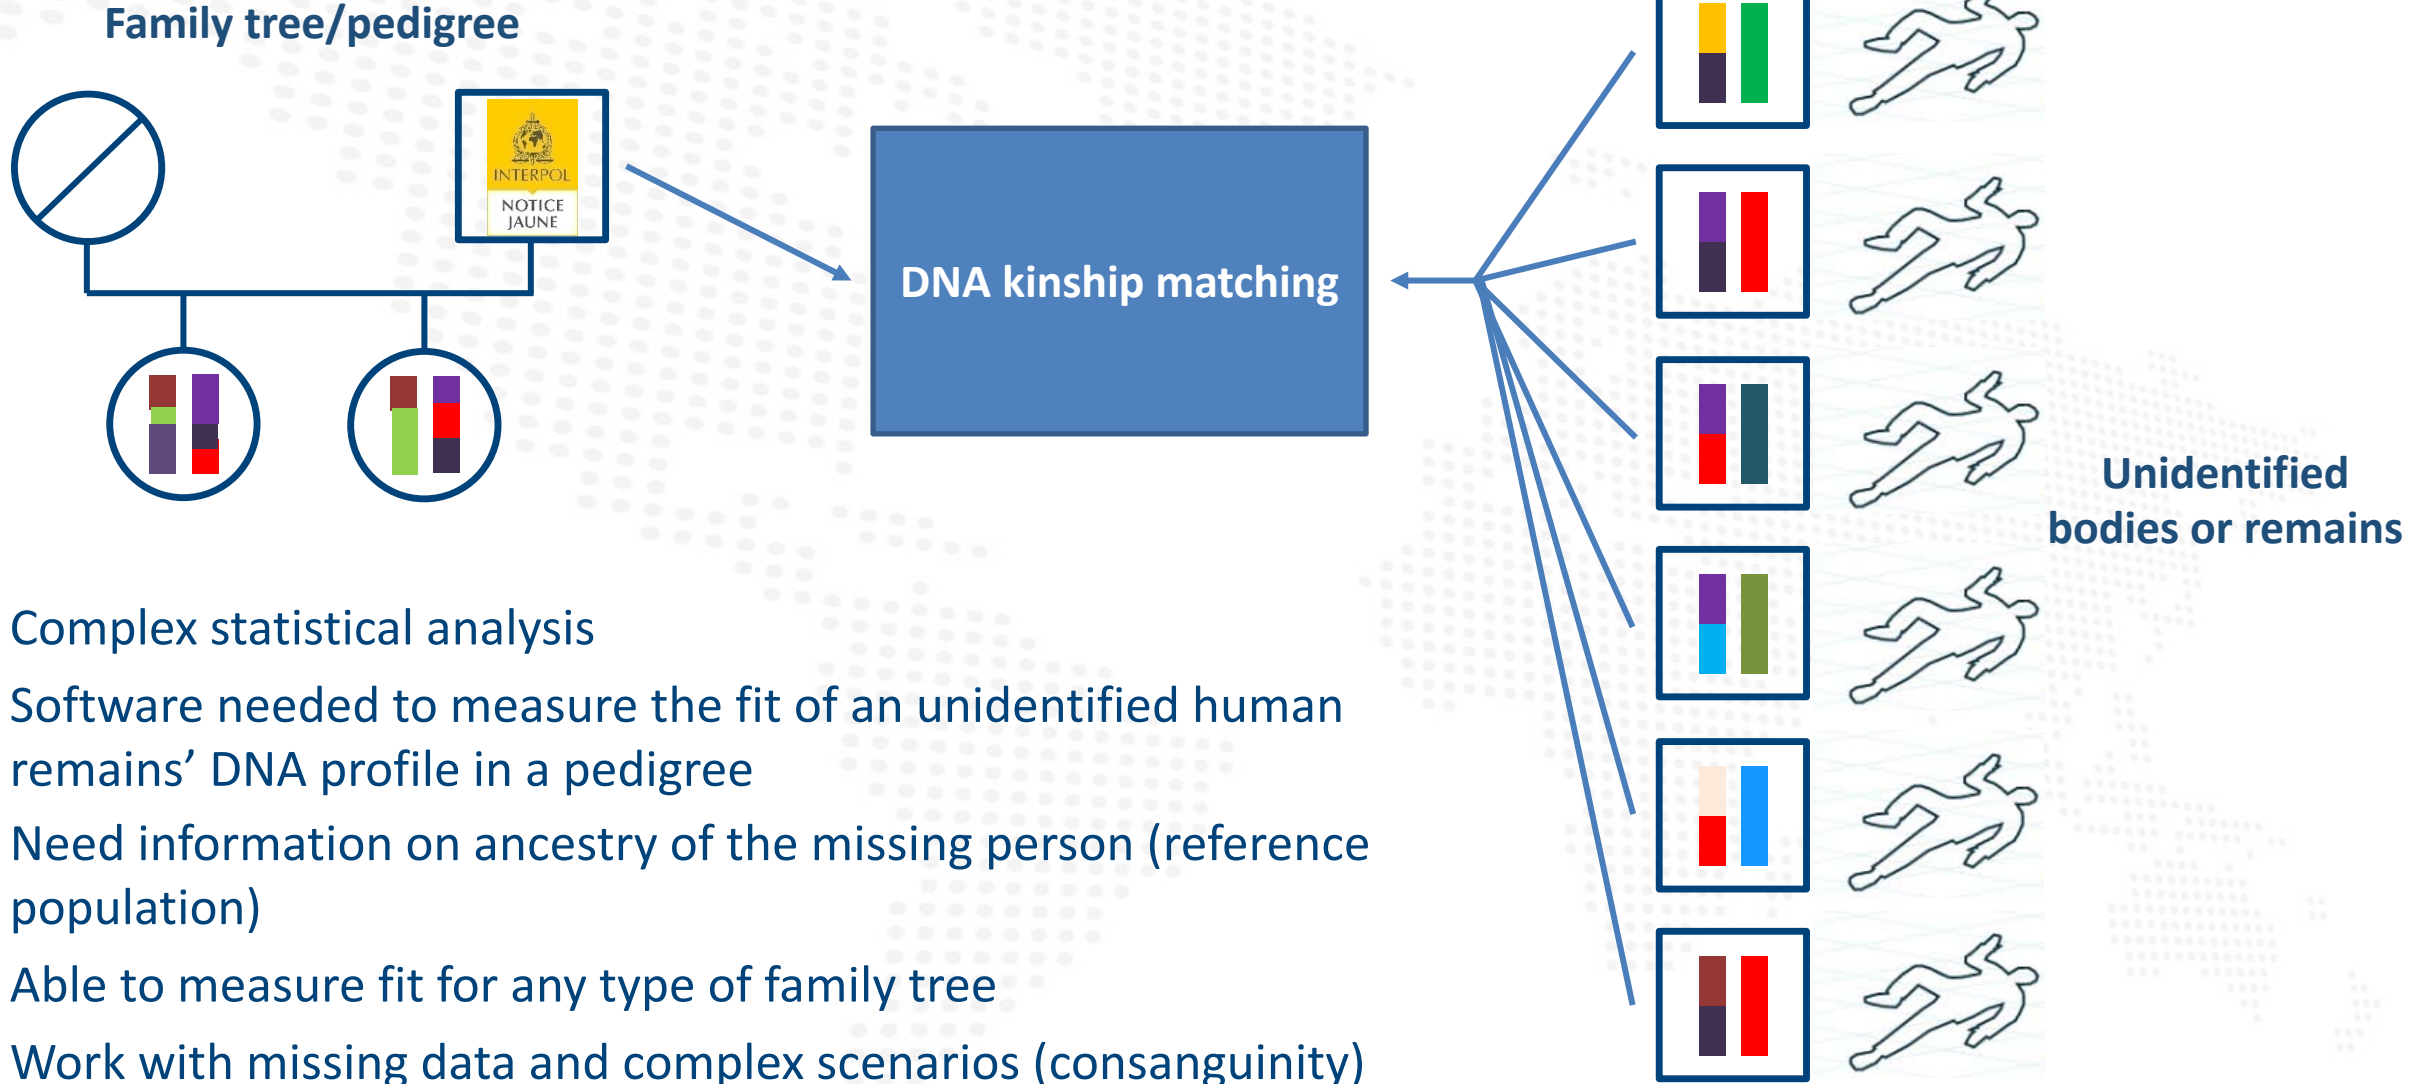 Family tree/pedigree
INTERPOL
NOTICE
JAUNE
DNA kinship matching
Unidentified
bodies or remains
Complex statistical analysis
Software needed to measure the fit of an unidentified human
remains’ DNA profile in a pedigree
Need information on ancestry of the missing person (reference
population)
Able to measure fit for any type of family tree
Work with missing data and complex scenarios (consanguinity)